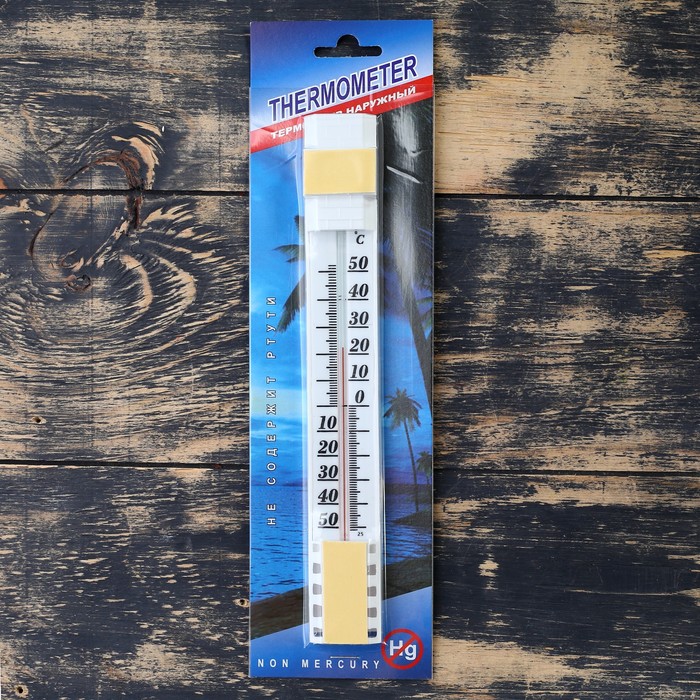 THERMOMETER
НАРУЖНЫЙ
°C
50
40
30
20
10
0
10
20
30
40
50
25
НЕ СОДЕРЖИТ РТУТИ
NON MERCURY
Hg